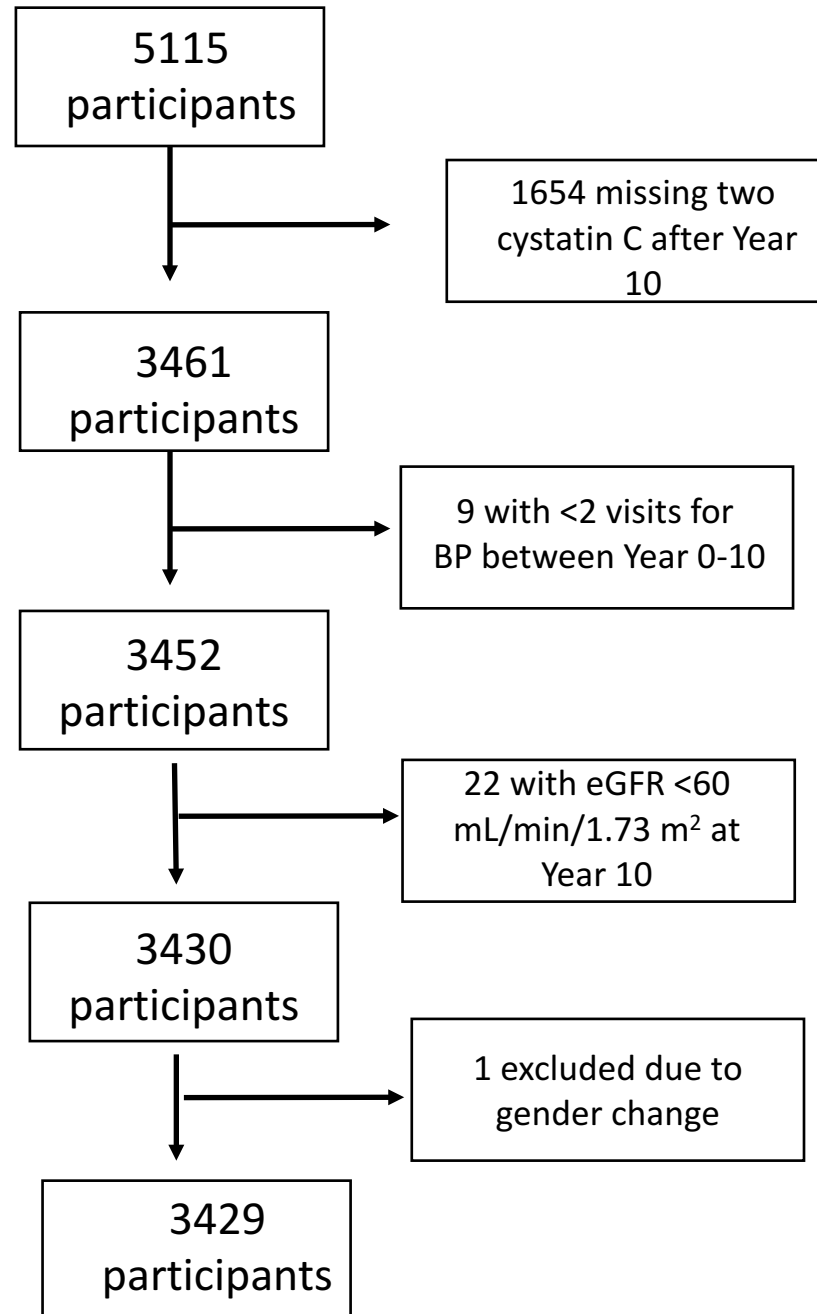 5115
participants
1654 missing two
cystatin C after Year
10
3461
participants
9 with <2 visits for
BP between Year 0-10
3452
participants
22 with eGFR <60
mL/min/1.73 m² at
Year 10
3430
participants
1 excluded due to
gender change
3429
participants